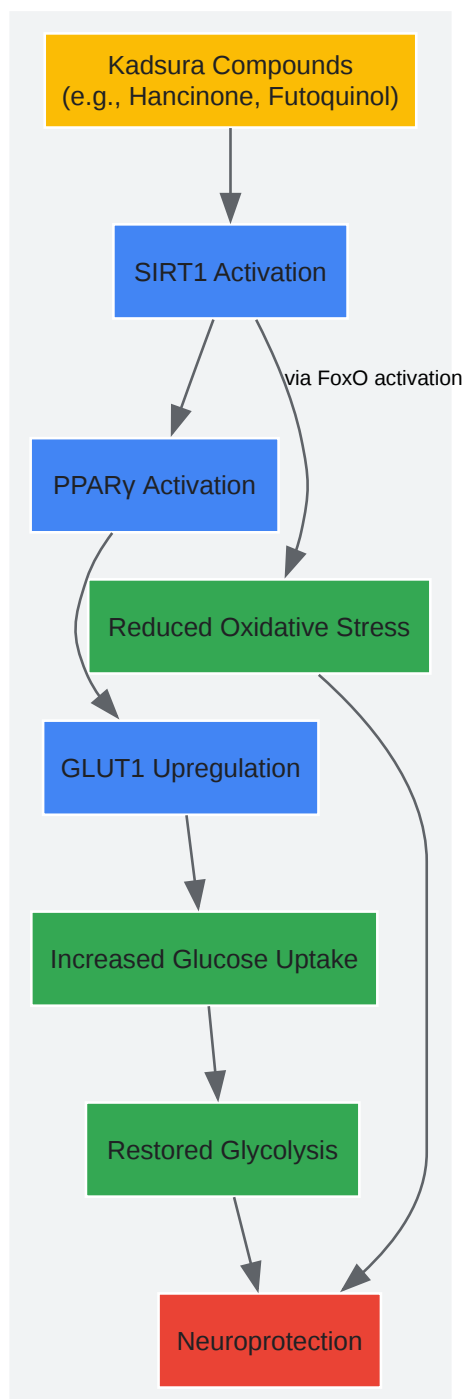 Kadsura Compounds
(e.g., Hancinone, Futoquinol)
SIRT1 Activation
via FoxO activation
PPARγ Activation
Reduced Oxidative Stress
GLUT1 Upregulation
Increased Glucose Uptake
Restored Glycolysis
Neuroprotection